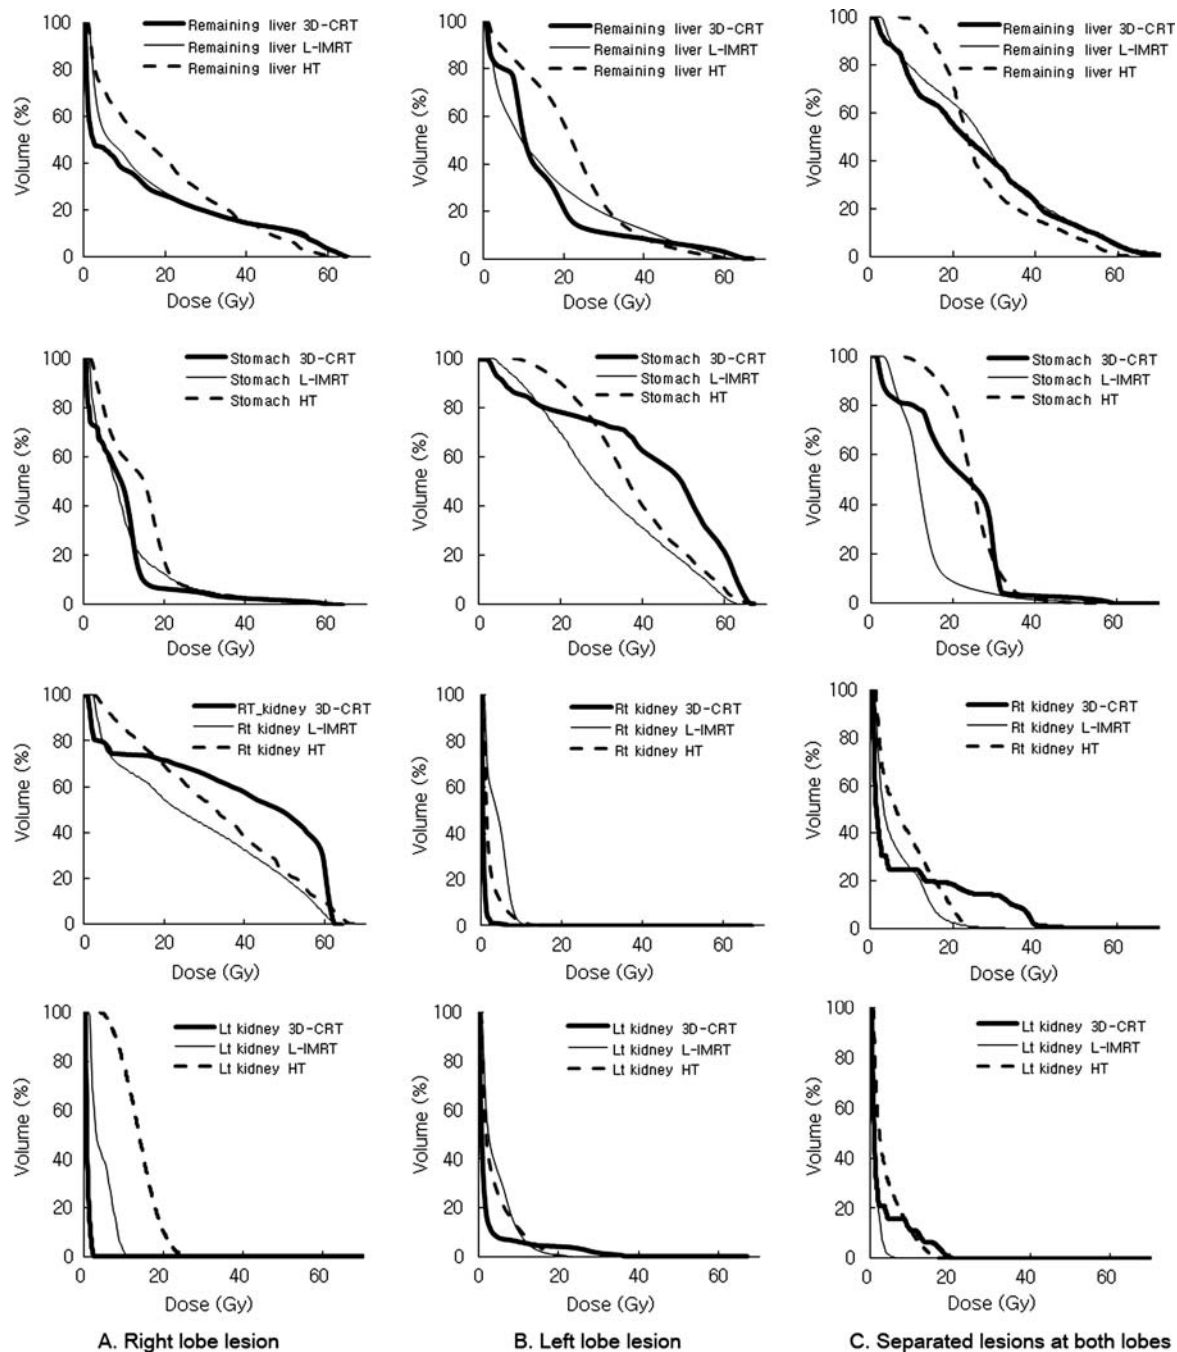 100
80
60
40
20
0
Volume (%)
Remaining liver 3D-CRT
Remaining liver L-IMRT
Remaining liver HT
0 20 40 60
Dose (Gy)
100
80
60
40
20
0
Volume (%)
Remaining liver 3D-CRT
Remaining liver L-IMRT
Remaining liver HT
0 20 40 60
Dose (Gy)
100
80
60
40
20
0
Volume (%)
Remaining liver 3D-CRT
Remaining liver L-IMRT
Remaining liver HT
0 20 40 60
Dose (Gy)
100
80
60
40
20
0
Volume (%)
Stomach 3D-CRT
Stomach L-IMRT
Stomach HT
0 20 40 60
Dose (Gy)
100
80
60
40
20
0
Volume (%)
Stomach 3D-CRT
Stomach L-IMRT
Stomach HT
0 20 40 60
Dose (Gy)
100
80
60
40
20
0
Volume (%)
Stomach 3D-CRT
Stomach L-IMRT
Stomach HT
0 20 40 60
Dose (Gy)
100
80
60
40
20
0
Volume (%)
RT_kidney 3D-CRT
Rt kidney L-IMRT
Rt kidney HT
0 20 40 60
Dose (Gy)
100
80
60
40
20
0
Volume (%)
Rt kidney 3D-CRT
Rt kidney L-IMRT
Rt kidney HT
0 20 40 60
Dose (Gy)
100
80
60
40
20
0
Volume (%)
Rt kidney 3D-CRT
Rt kidney L-IMRT
Rt kidney HT
0 20 40 60
Dose (Gy)
100
80
60
40
20
0
Volume (%)
Lt kidney 3D-CRT
Lt kidney L-IMRT
Lt kidney HT
0 20 40 60
Dose (Gy)
100
80
60
40
20
0
Volume (%)
Lt kidney 3D-CRT
Lt kidney L-IMRT
Lt kidney HT
0 20 40 60
Dose (Gy)
100
80
60
40
20
0
Volume (%)
Lt kidney 3D-CRT
Lt kidney L-IMRT
Lt kidney HT
0 20 40 60
Dose (Gy)
A. Right lobe lesion
B. Left lobe lesion
C. Separated lesions at both lobes